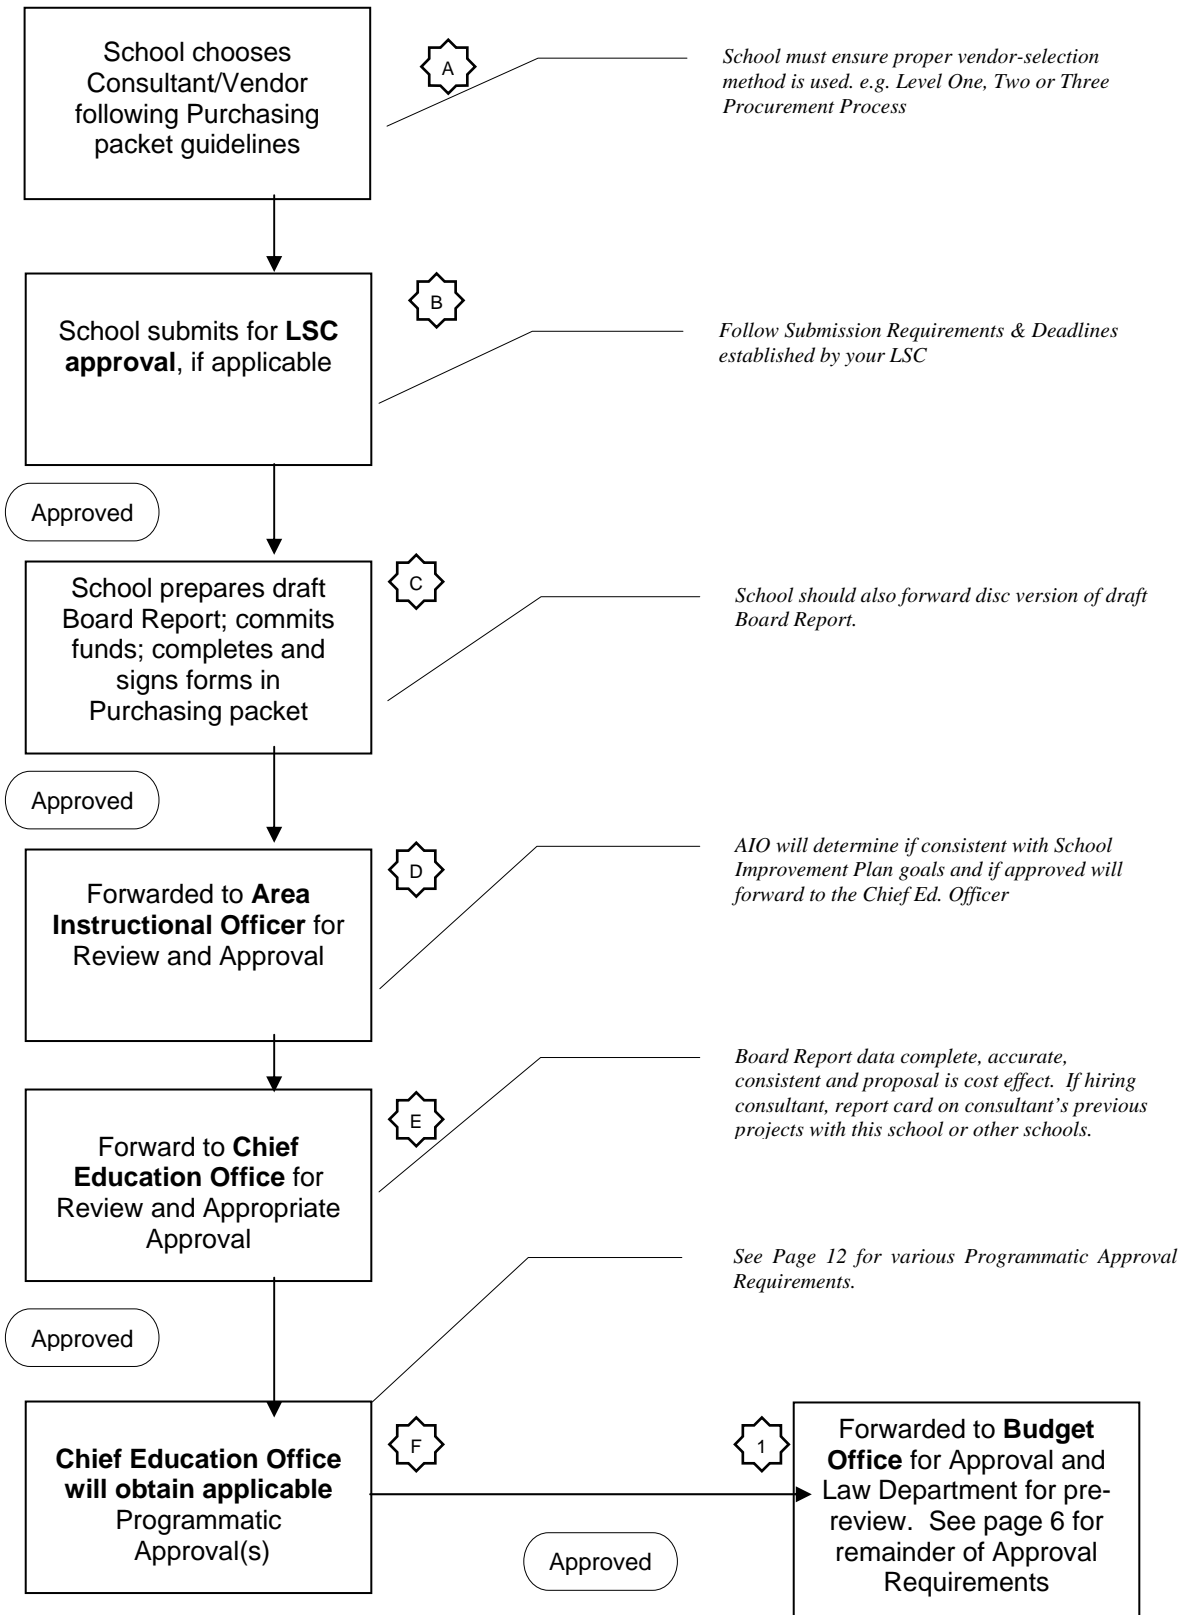 School chooses
Consultant/Vendor
following Purchasing
packet guidelines
A
School must ensure proper vendor-selection
method is used. e.g. Level One, Two or Three
Procurement Process
School submits for LSC
approval, if applicable
B
Follow Submission Requirements & Deadlines
established by your LSC
Approved
School prepares draft
Board Report; commits
funds; completes and
signs forms in
Purchasing packet
C
School should also forward disc version of draft
Board Report.
Approved
Forwarded to Area
Instructional Officer for
Review and Approval
D
AIO will determine if consistent with School
Improvement Plan goals and if approved will
forward to the Chief Ed. Officer
Forward to Chief
Education Office for
Review and Appropriate
Approval
E
Board Report data complete, accurate,
consistent and proposal is cost effect. If hiring
consultant, report card on consultant's previous
projects with this school or other schools.
Approved
See Page 12 for various Programmatic Approval
Requirements.
Chief Education Office
will obtain applicable
Programmatic
Approval(s)
F
Approved
1
Forwarded to Budget
Office for Approval and
Law Department for pre-
review. See page 6 for
remainder of Approval
Requirements